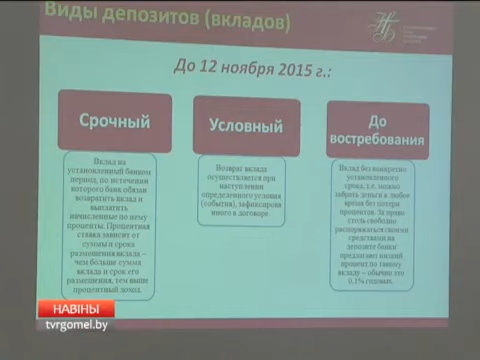 Виды депозитов (вкладов)
До 12 ноября 2015 г.:
Срочный
Вклад на
установленный банком
период, по истечении
которого банк обязан
возвратить вклад и
выплатить
начисленные по нему
проценты. Процентная
ставка зависит от
суммы и срока
размещения вклада –
чем больше сумма
вклада и срок его
размещения, тем выше
процентный доход.
Условный
Возврат вклада
осуществляется при
наступлении
определенного условия
(события), зафиксиров
анного в договоре.
До
востребования
Вклад без конкретно
установленного
срока, т.е. можно
забрать деньги в любое
время без потери
процентов. За право
столь свободно
распоряжаться своими
средствами на
депозите банки
предлагают низкий
процент по такому
вкладу – обычно это
0,1% годовых.
НАВІНЫ
tvrgomel.by